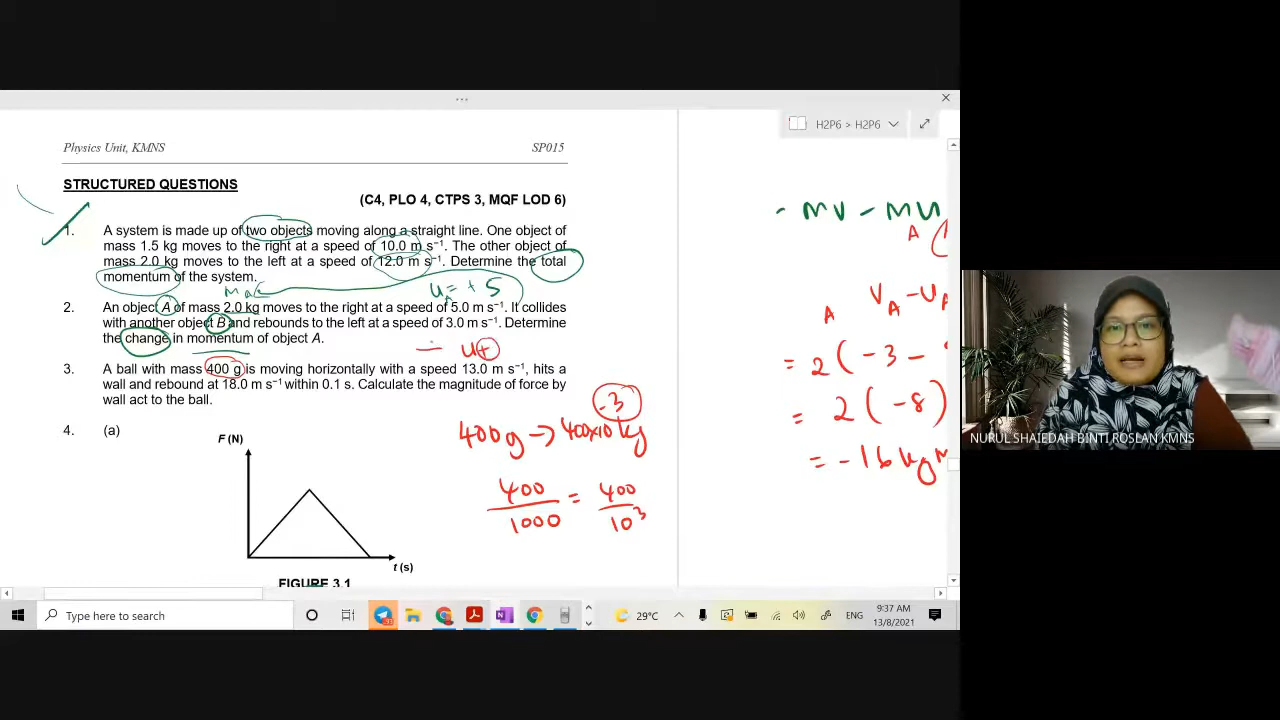 H2P6 > H2P6
Physics Unit, KMNS SP015
STRUCTURED QUESTIONS
(C4, PLO 4, CTPS 3, MQF LOD 6)
1. A system is made up of two objects moving along a straight line. One object of
mass 1.5 kg moves to the right at a speed of 10.0 m s⁻¹. The other object of
mass 2.0 kg moves to the left at a speed of 12.0 m s⁻¹. Determine the total
momentum of the system.
u_A = + 5
2. An object A of mass 2.0 kg moves to the right at a speed of 5.0 m s⁻¹. It collides
with another object B and rebounds to the left at a speed of 3.0 m s⁻¹. Determine
the change in momentum of object A.
− u+
3. A ball with mass 400 g is moving horizontally with a speed 13.0 m s⁻¹, hits a
wall and rebound at 18.0 m s⁻¹ within 0.1 s. Calculate the magnitude of force by
wall act to the ball.
400g → 400x10⁻³kg
400/1000 = 400/10³
4. (a)
F (N)
t (s)
FIGURE 3.1
- mv - mu
A
A V_A - U_A
= 2 ( -3 -
= 2 ( -8 )
= -16 kgm
NURUL SHAIEDAH BINTI ROSLAN KMNS
Type here to search
29°C
ENG
9:37 AM
13/8/2021